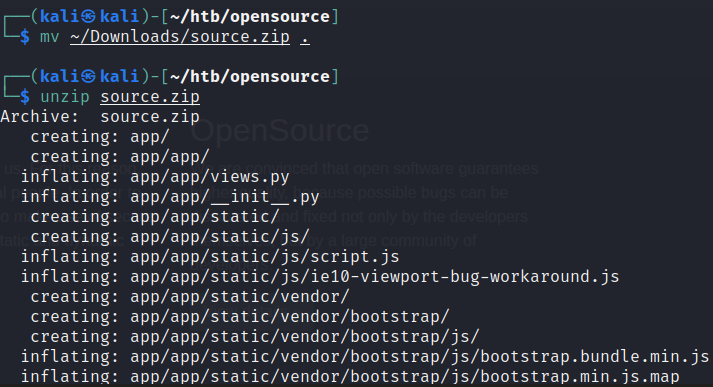 ┌──(kali㉿kali)-[~/htb/opensource]
└─$ mv ~/Downloads/source.zip .
┌──(kali㉿kali)-[~/htb/opensource]
└─$ unzip source.zip
Archive:  source.zip
   creating: app/
OpenSource
   creating: app/app/
  inflating: app/app/views.py
  inflating: app/app/__init__.py
   creating: app/app/static/
   creating: app/app/static/js/
  inflating: app/app/static/js/script.js
  inflating: app/app/static/js/ie10-viewport-bug-workaround.js
   creating: app/app/static/vendor/
   creating: app/app/static/vendor/bootstrap/
   creating: app/app/static/vendor/bootstrap/js/
  inflating: app/app/static/vendor/bootstrap/js/bootstrap.bundle.min.js
  inflating: app/app/static/vendor/bootstrap/js/bootstrap.min.js.map